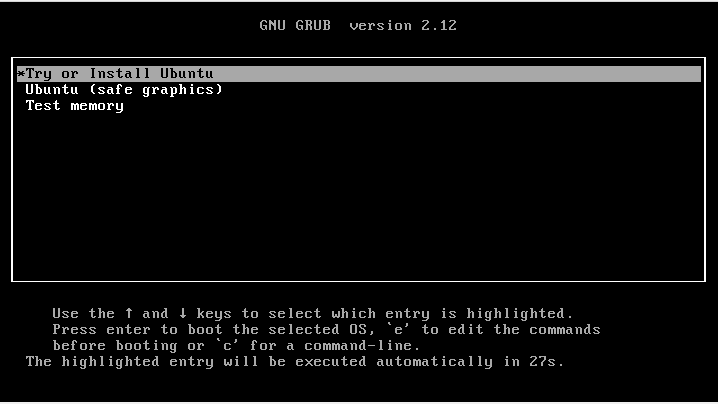 GNU GRUB  version 2.12
*Try or Install Ubuntu
Ubuntu (safe graphics)
Test memory
Use the ↑ and ↓ keys to select which entry is highlighted.
Press enter to boot the selected OS, `e' to edit the commands
before booting or `c' for a command-line.
The highlighted entry will be executed automatically in 27s.